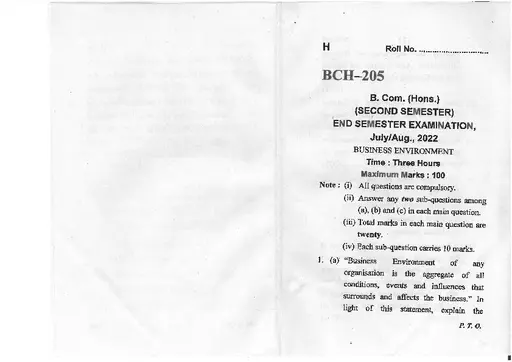 H Roll No. ..............................
BCH–205
B. Com. (Hons.)
(SECOND SEMESTER)
END SEMESTER EXAMINATION,
July/Aug., 2022
BUSINESS ENVIRONMENT
Time : Three Hours
Maximum Marks : 100
Note : (i) All questions are compulsory.
(ii) Answer any two sub-questions among
(a), (b) and (c) in each main question.
(iii) Total marks in each main question are
twenty.
(iv) Each sub-question carries 10 marks.
1. (a) “Business Environment of any
organisation is the aggregate of all
conditions, events and influences that
surrounds and affects the business.” In
light of this statement, explain the
P. T. O.